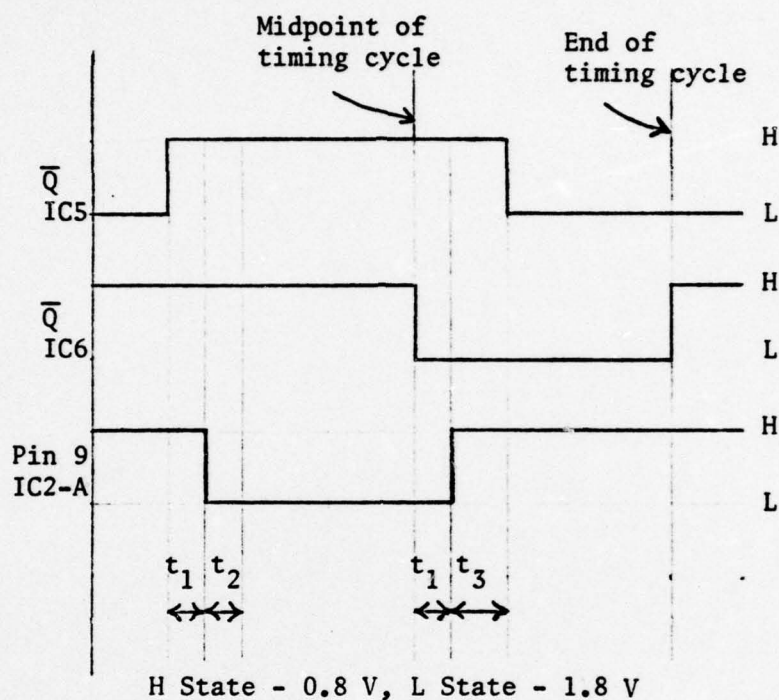 Midpoint of
timing cycle
End of
timing cycle
H
Q̅
IC5
L
H
Q̅
IC6
L
H
Pin 9
IC2-A
L
t₁ t₂ t₁ t₃
H State - 0.8 V, L State - 1.8 V